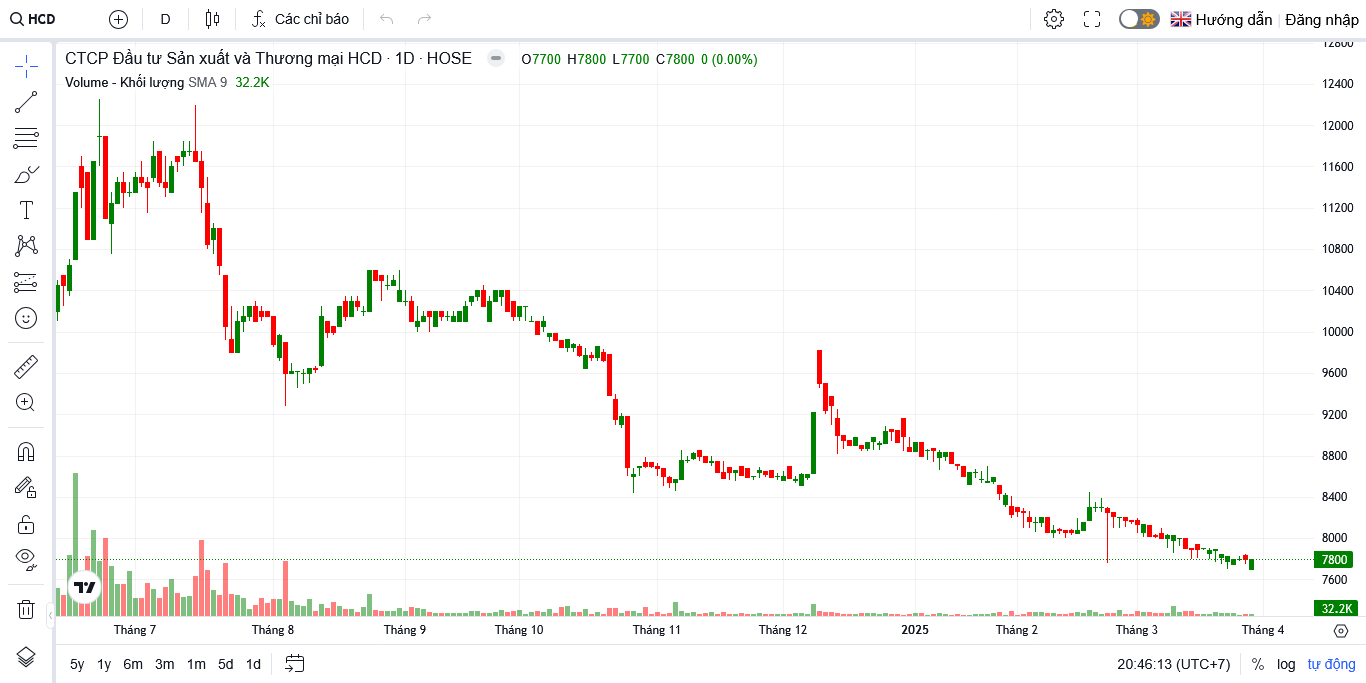 HCD D Các chỉ báo Hướng dẫn Đăng nhập
CTCP Đầu tư Sản xuất và Thương mại HCD · 1D · HOSE O7700 H7800 L7700 C7800 0 (0.00%)
Volume - Khối lượng SMA 9 32.2K
12800
12400
12000
11600
11200
10800
10400
10000
9600
9200
8800
8400
8000
7800
7600
32.2K
Tháng 7 Tháng 8 Tháng 9 Tháng 10 Tháng 11 Tháng 12 2025 Tháng 2 Tháng 3 Tháng 4
5y 1y 6m 3m 1m 5d 1d 20:46:13 (UTC+7) % log tự động